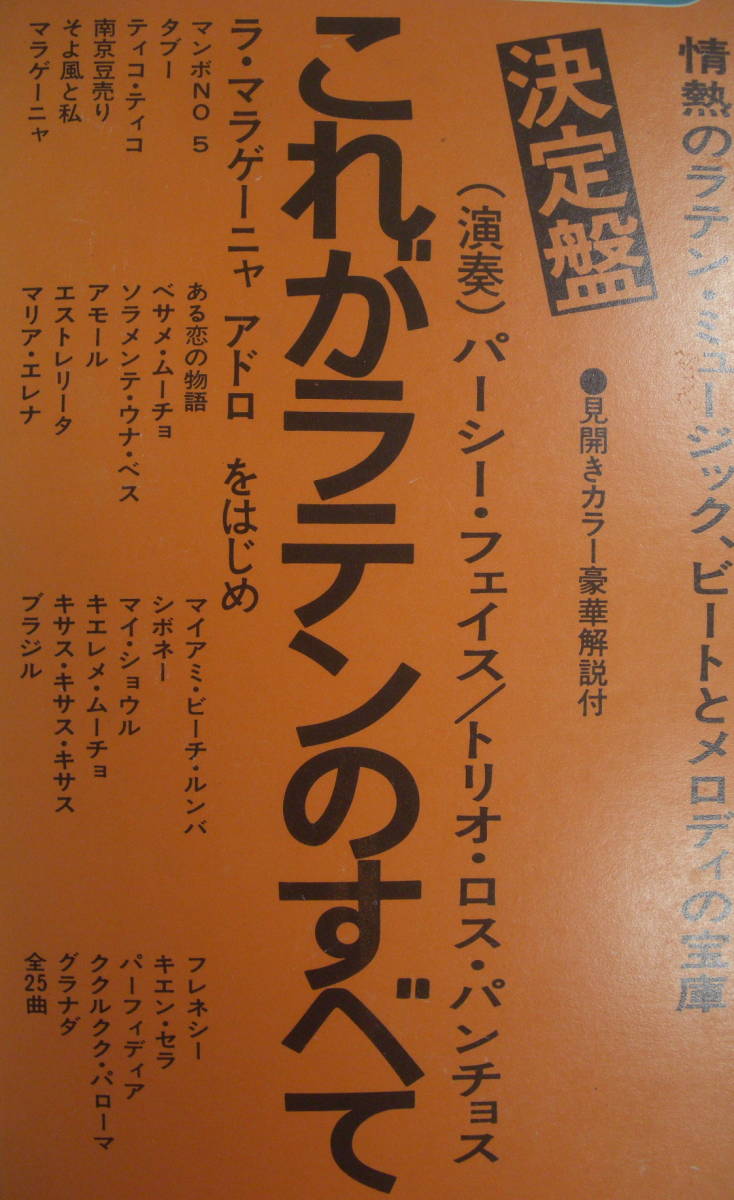 情熱のラテン・ミュージック、ビートとメロディの宝庫
決定盤
●見開きカラー豪華解説付
(演奏)パーシー・フェイス/トリオ・ロス・パンチョス
これがラテンのすべて
ラ・マラゲーニャ アドロ をはじめ
マンボNO5
タブー
ティコ・ティコ
南京豆売り
そよ風と私
マラゲーニャ
ある恋の物語
ベサメ・ムーチョ
ソラメンテ・ウナ・ベス
アモール
エストレリータ
マリア・エレナ
マイアミ・ビーチ・ルンバ
シボネー
マイ・ショウル
キエレメ・ムーチョ
キサス・キサス・キサス
ブラジル
フレネシー
キエン・セラ
パーフィディア
ククルクク・パローマ
グラナダ
全25曲